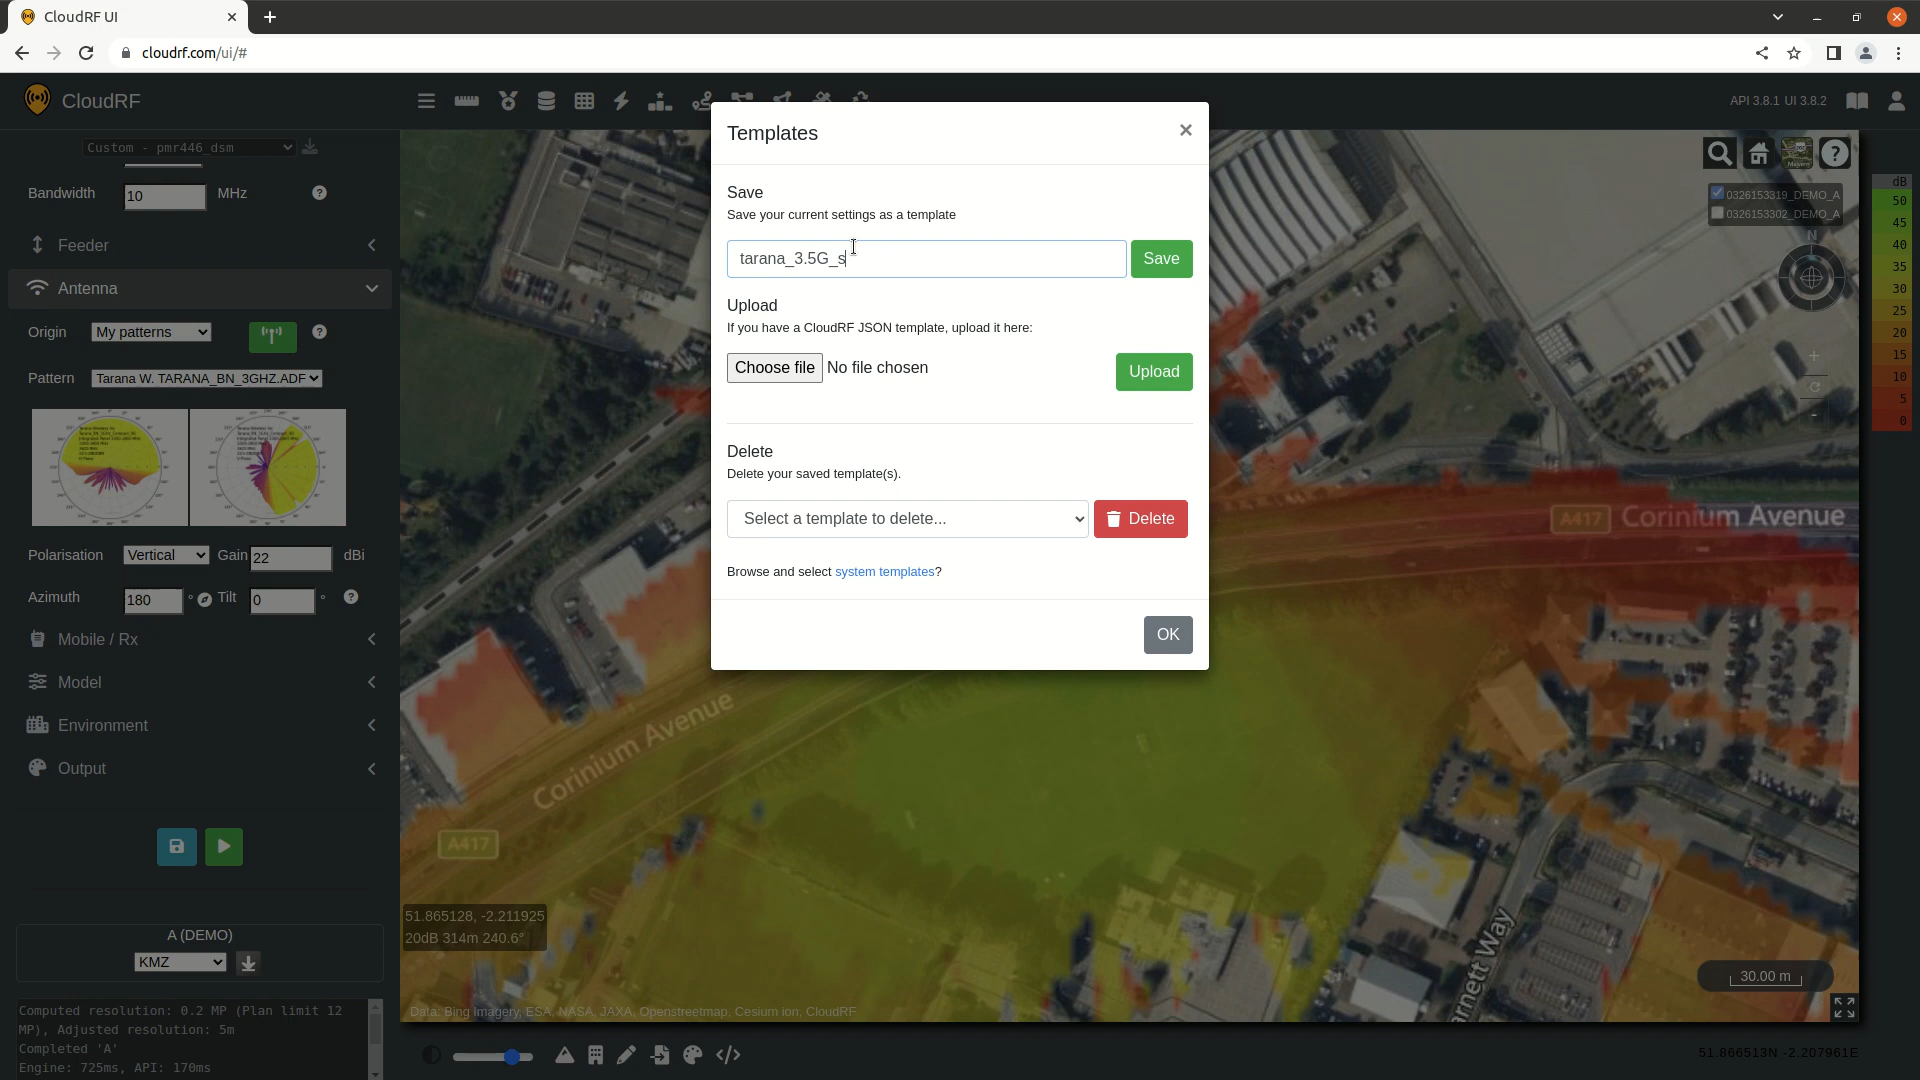 CloudRF UI
cloudrf.com/ui/#
CloudRF
API 3.8.1 UI 3.8.2
Custom - pmr446_dsm
Bandwidth 10 MHz
Feeder
Antenna
Origin My patterns
Pattern Tarana W. TARANA_BN_3GHZ.ADF
Polarisation Vertical Gain 22 dBi
Azimuth 180 ° Tilt 0 °
Mobile / Rx
Model
Environment
Output
A (DEMO)
KMZ
Computed resolution: 0.2 MP (Plan limit 12
MP), Adjusted resolution: 5m
Completed 'A'
Engine: 725ms, API: 170ms
Templates
×
Save
Save your current settings as a template
tarana_3.5G_s
Save
Upload
If you have a CloudRF JSON template, upload it here:
Choose file No file chosen
Upload
Delete
Delete your saved template(s).
Select a template to delete...
Delete
Browse and select system templates?
OK
0326153319_DEMO_A
0326153302_DEMO_A
N
dB
50
45
40
35
30
25
20
15
10
5
0
A417 Corinium Avenue
Corinium Avenue
A417
arnett Way
51.865128, -2.211925
20dB 314m 240.6°
30.00 m
Data: Bing Imagery, ESA, NASA, JAXA, Openstreetmap, Cesium ion, CloudRF
51.866513N -2.207961E